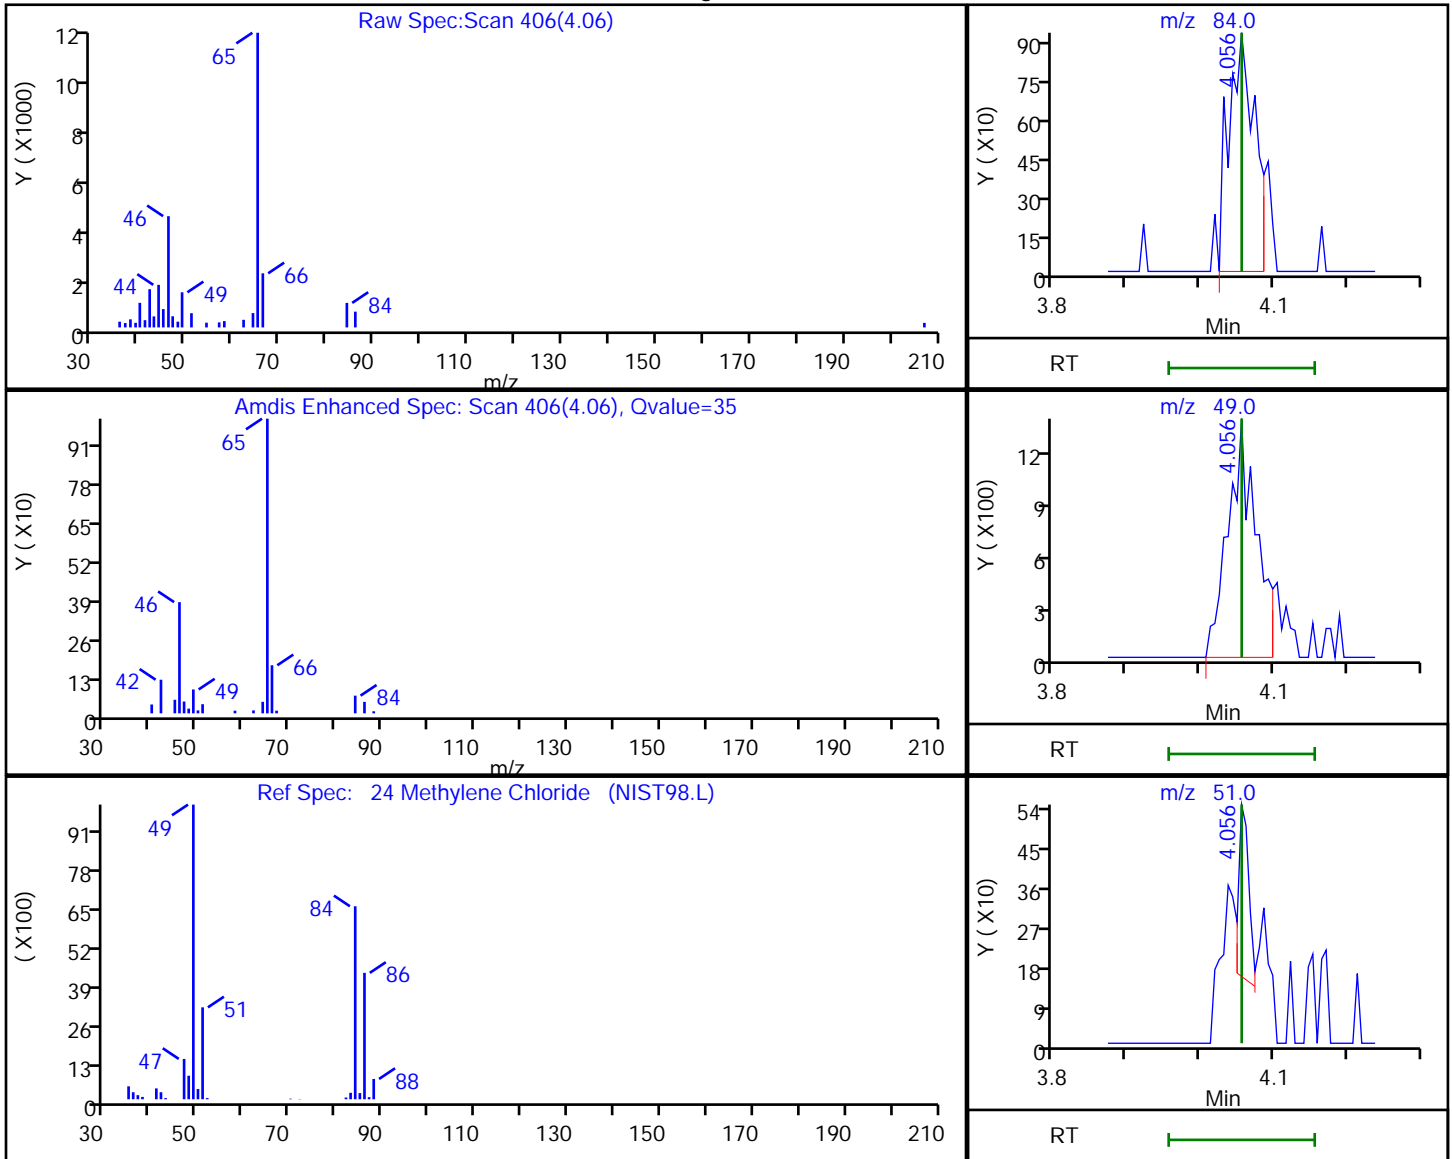 Raw Spec:Scan 406(4.06)
Y ( X1000)
12
10
8
6
4
2
0
65
46
44
49
66
84
30 50 70 90 110 130 150 170 190 210
m/z
m/z 84.0
Y ( X10)
90
75
60
45
30
15
0
4.056
3.8 4.1
Min
RT
Amdis Enhanced Spec: Scan 406(4.06), Qvalue=35
Y ( X10)
91
78
65
52
39
26
13
0
65
46
42
49
66
84
30 50 70 90 110 130 150 170 190 210
m/z
m/z 49.0
Y ( X100)
12
9
6
3
0
4.056
3.8 4.1
Min
RT
Ref Spec: 24 Methylene Chloride (NIST98.L)
( X100)
91
78
65
52
39
26
13
0
49
84
86
51
47
88
30 50 70 90 110 130 150 170 190 210
m/z 51.0
Y ( X10)
54
45
36
27
18
9
0
4.056
3.8 4.1
Min
RT